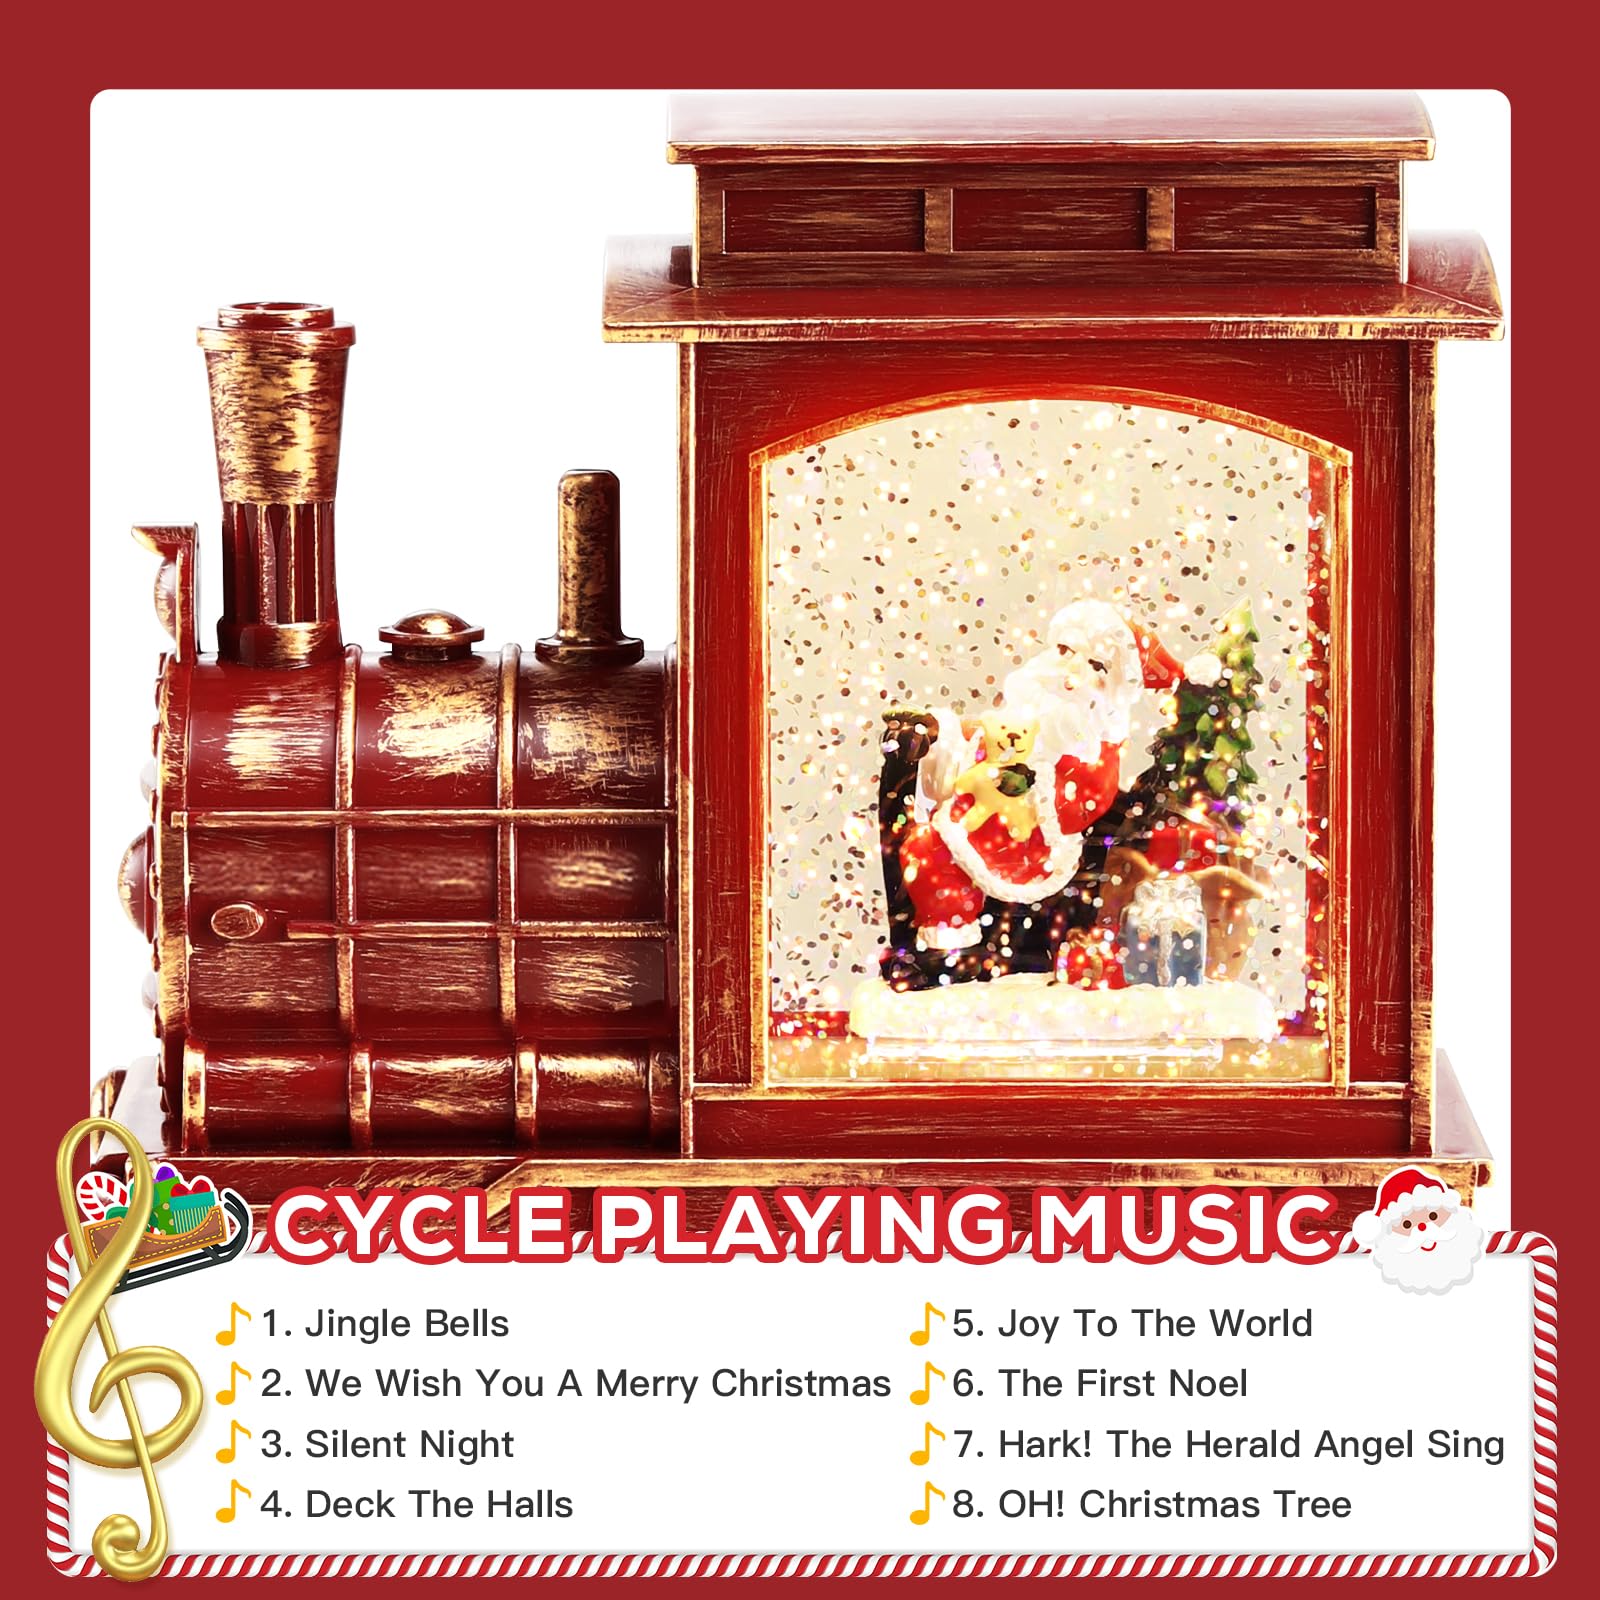 CYCLE PLAYING MUSIC
1. Jingle Bells
2. We Wish You A Merry Christmas
3. Silent Night
4. Deck The Halls
5. Joy To The World
6. The First Noel
7. Hark! The Herald Angel Sing
8. OH! Christmas Tree